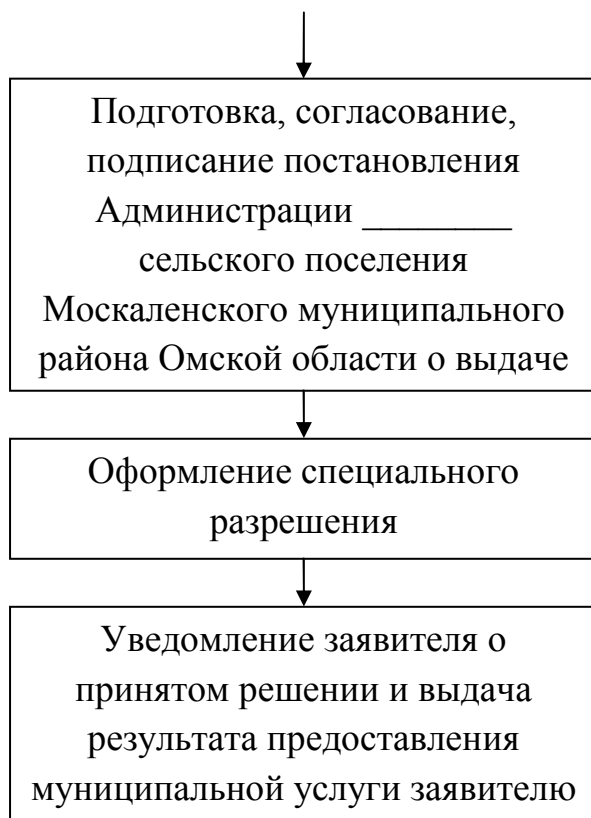 Подготовка, согласование,
подписание постановления
Администрации ________
сельского поселения
Москаленского муниципального
района Омской области о выдаче
Оформление специального
разрешения
Уведомление заявителя о
принятом решении и выдача
результата предоставления
муниципальной услуги заявителю